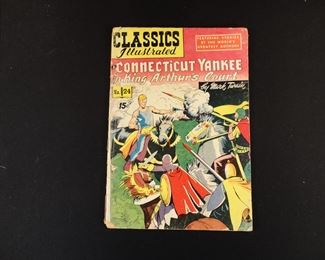 CLASSICS
Illustrated
FEATURING STORIES
BY THE WORLD'S
GREATEST AUTHORS
CONNECTICUT YANKEE
in King Arthur's Court
by Mark Twain
No. 24
15¢